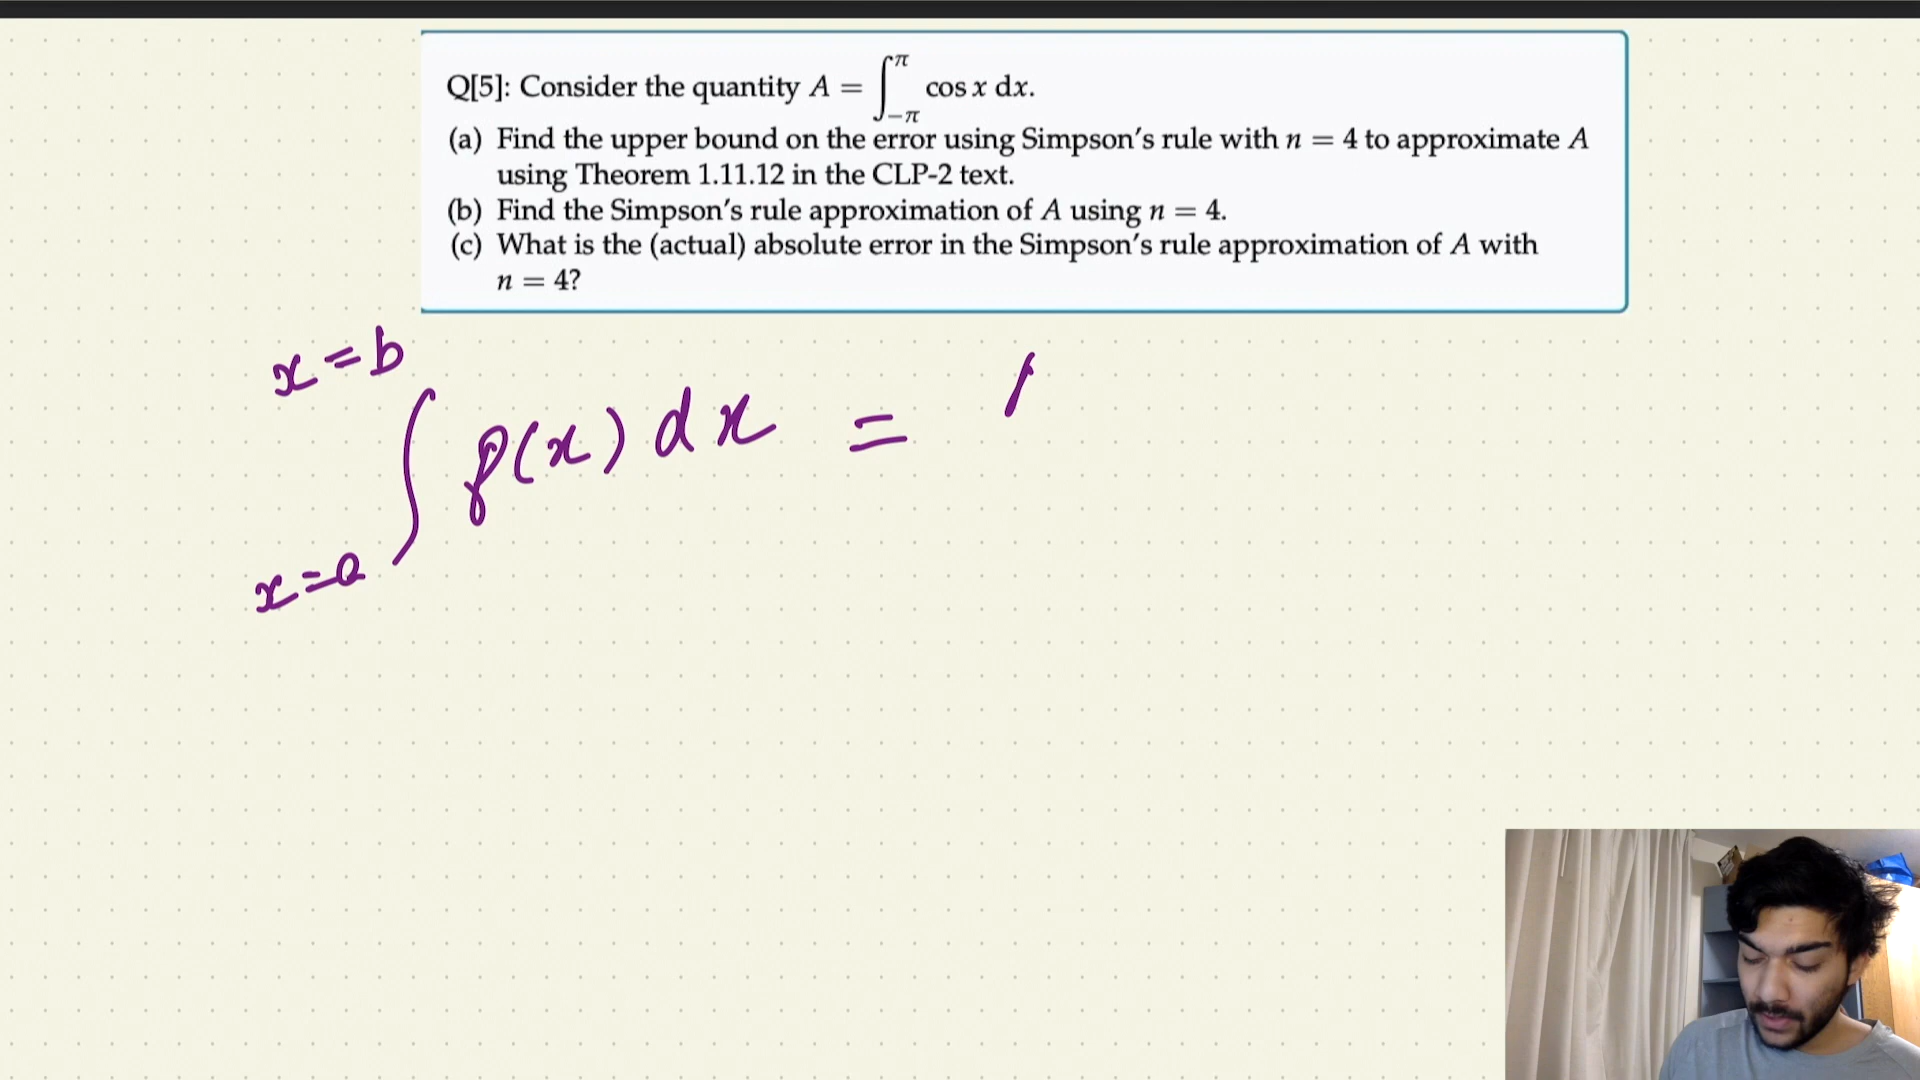 Q[5]: Consider the quantity A = ∫_{−π}^{π} cos x dx.
(a) Find the upper bound on the error using Simpson's rule with n = 4 to approximate A
using Theorem 1.11.12 in the CLP-2 text.
(b) Find the Simpson's rule approximation of A using n = 4.
(c) What is the (actual) absolute error in the Simpson's rule approximation of A with
n = 4?
x = b
∫ f(x) dx =
x = a